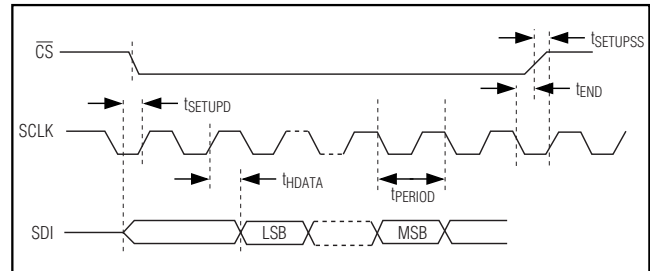 CS
tSETUPSS
tEND
tSETUPD
SCLK
tHDATA
tPERIOD
SDI
LSB
MSB